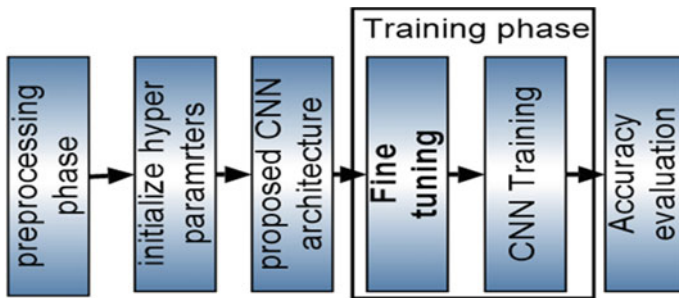 Training phase
preprocessing
phase
initialize hyper
paramrters
proposed CNN
architecture
Fine
tuning
CNN Training
Accuracy
evaluation